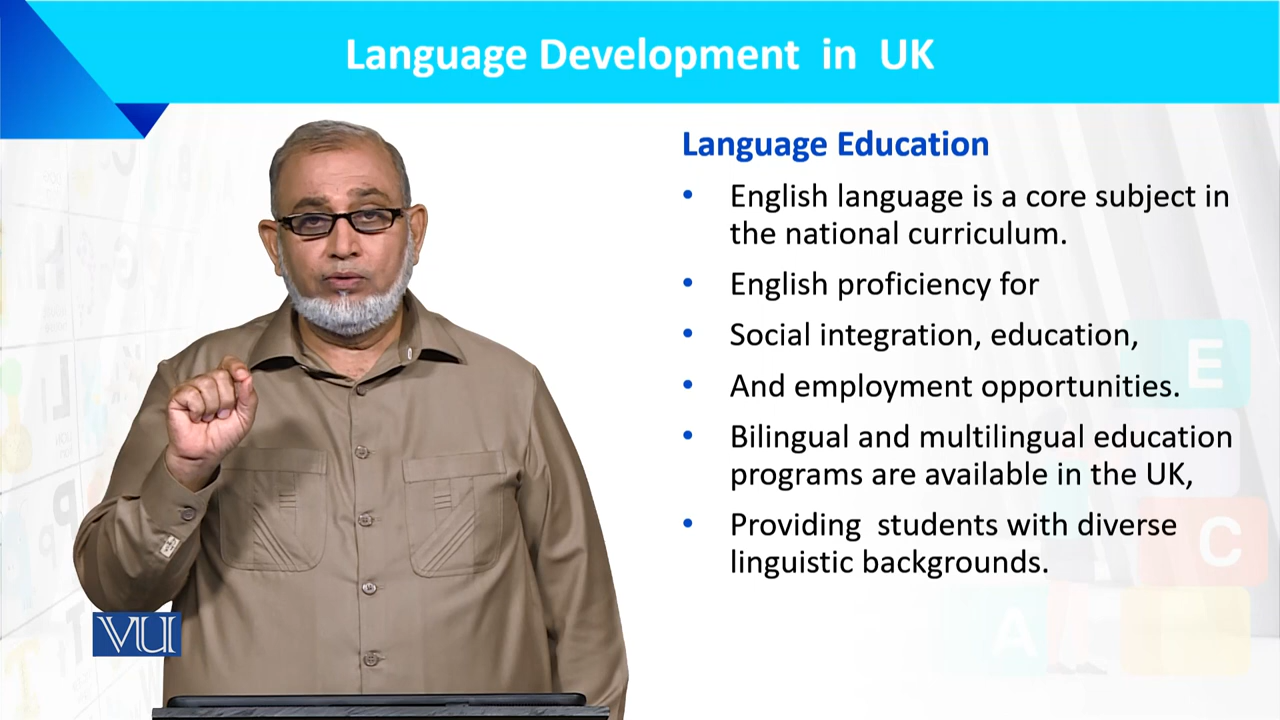 Language Development in UK
Language Education
• English language is a core subject in
the national curriculum.
• English proficiency for
• Social integration, education,
• And employment opportunities.
• Bilingual and multilingual education
programs are available in the UK,
• Providing students with diverse
linguistic backgrounds.
E
C
A
VU